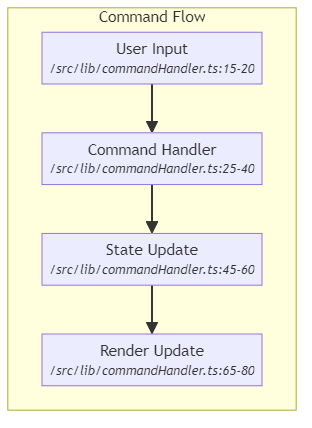 Command Flow
User Input
/src/lib/commandHandler.ts:15-20
Command Handler
/src/lib/commandHandler.ts:25-40
State Update
/src/lib/commandHandler.ts:45-60
Render Update
/src/lib/commandHandler.ts:65-80